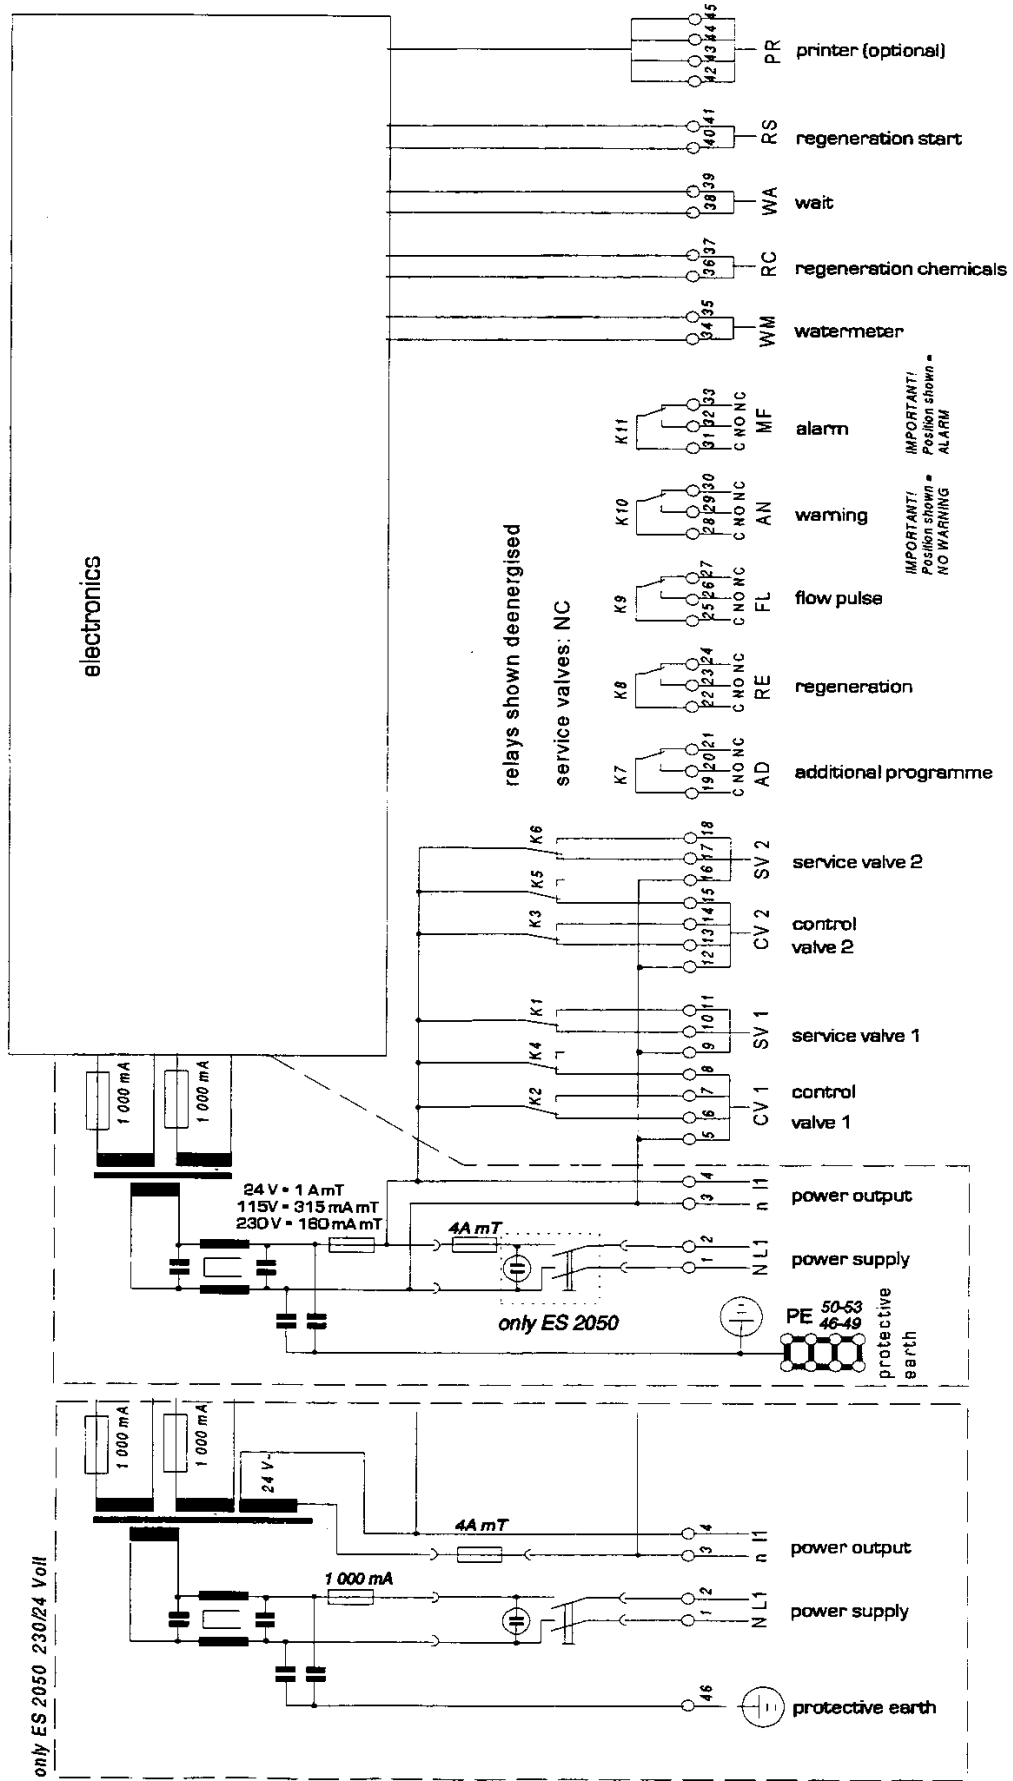 45
44
43
42
PR
printer (optional)
41
40
RS
regeneration start
39
38
WA
wait
37
36
RC
regeneration chemicals
35
34
WM
watermeter
K11
33
32
31
C NO NC
MF
alarm
IMPORTANT!
Position shown =
ALARM
K10
30
29
28
C NO NC
AN
warning
IMPORTANT!
Position shown =
NO WARNING
electronics
relays shown deenergised
service valves: NC
K9
27
26
25
C NO NC
FL
flow pulse
K8
24
23
22
C NO NC
RE
regeneration
K7
21
20
19
C NO NC
AD
additional programme
K6
18
17
16
SV 2
service valve 2
K5
15
K3
14
13
12
CV 2
control
valve 2
K1
11
10
9
SV 1
service valve 1
K4
8
K2
7
6
5
CV 1
control
valve 1
1 000 mA
1 000 mA
24 V = 1 A mT
115V = 315 mA mT
230 V = 160 mA mT
4A mT
4
3
l1
n
power output
2
1
L1
N
power supply
only ES 2050
PE
50-53
46-49
protective
earth
1 000 mA
1 000 mA
24 V~
4A mT
4
3
l1
n
power output
1 000 mA
2
1
L1
N
power supply
46
protective earth
only ES 2050 230/24 Volt